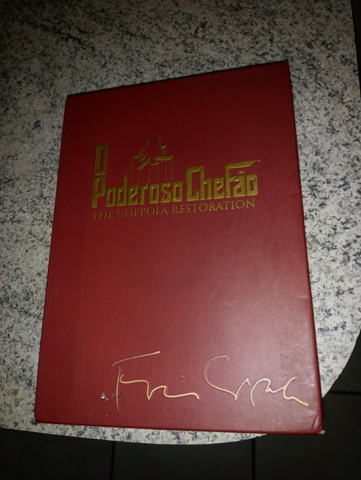 O
Poderoso Chefão
THE COPPOLA RESTORATION